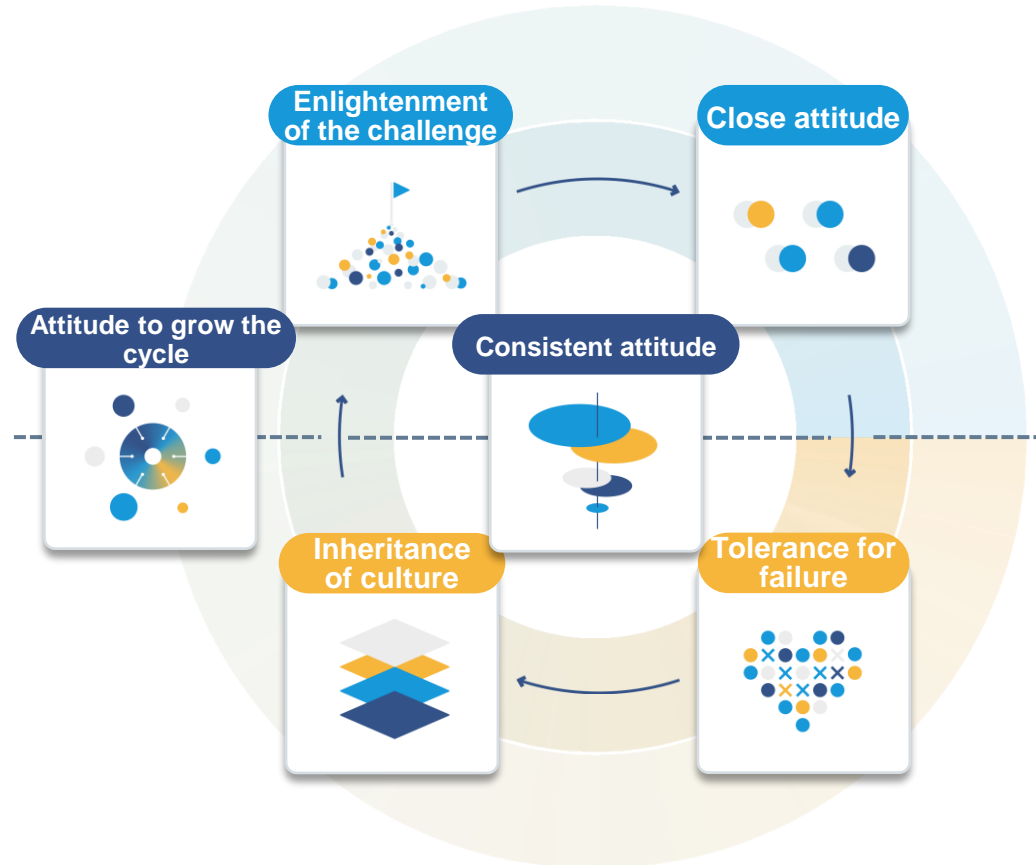 Enlightenment
of the challenge
Close attitude
Attitude to grow the
cycle
Consistent attitude
Inheritance
of culture
Tolerance for
failure